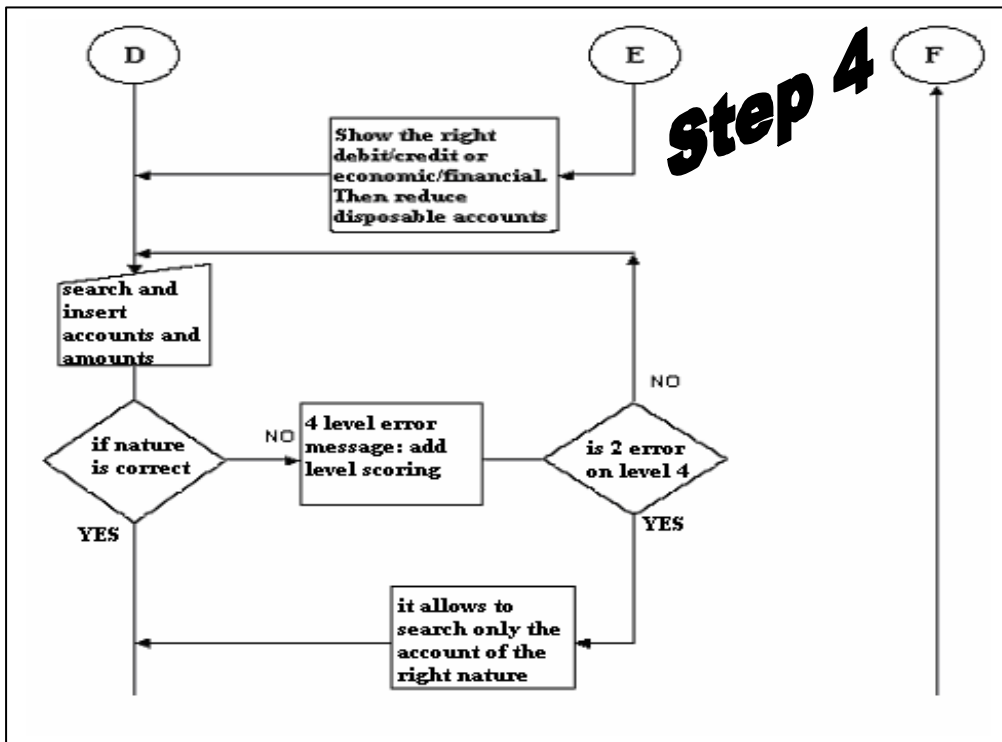 D
E
F
Step 4
Show the right
debit/credit or
economic/financial.
Then reduce
disposable accounts
search and
insert
accounts and
amounts
NO
if nature
is correct
NO
4 level error
message: add
level scoring
is 2 error
on level 4
YES
YES
it allows to
search only the
account of the
right nature